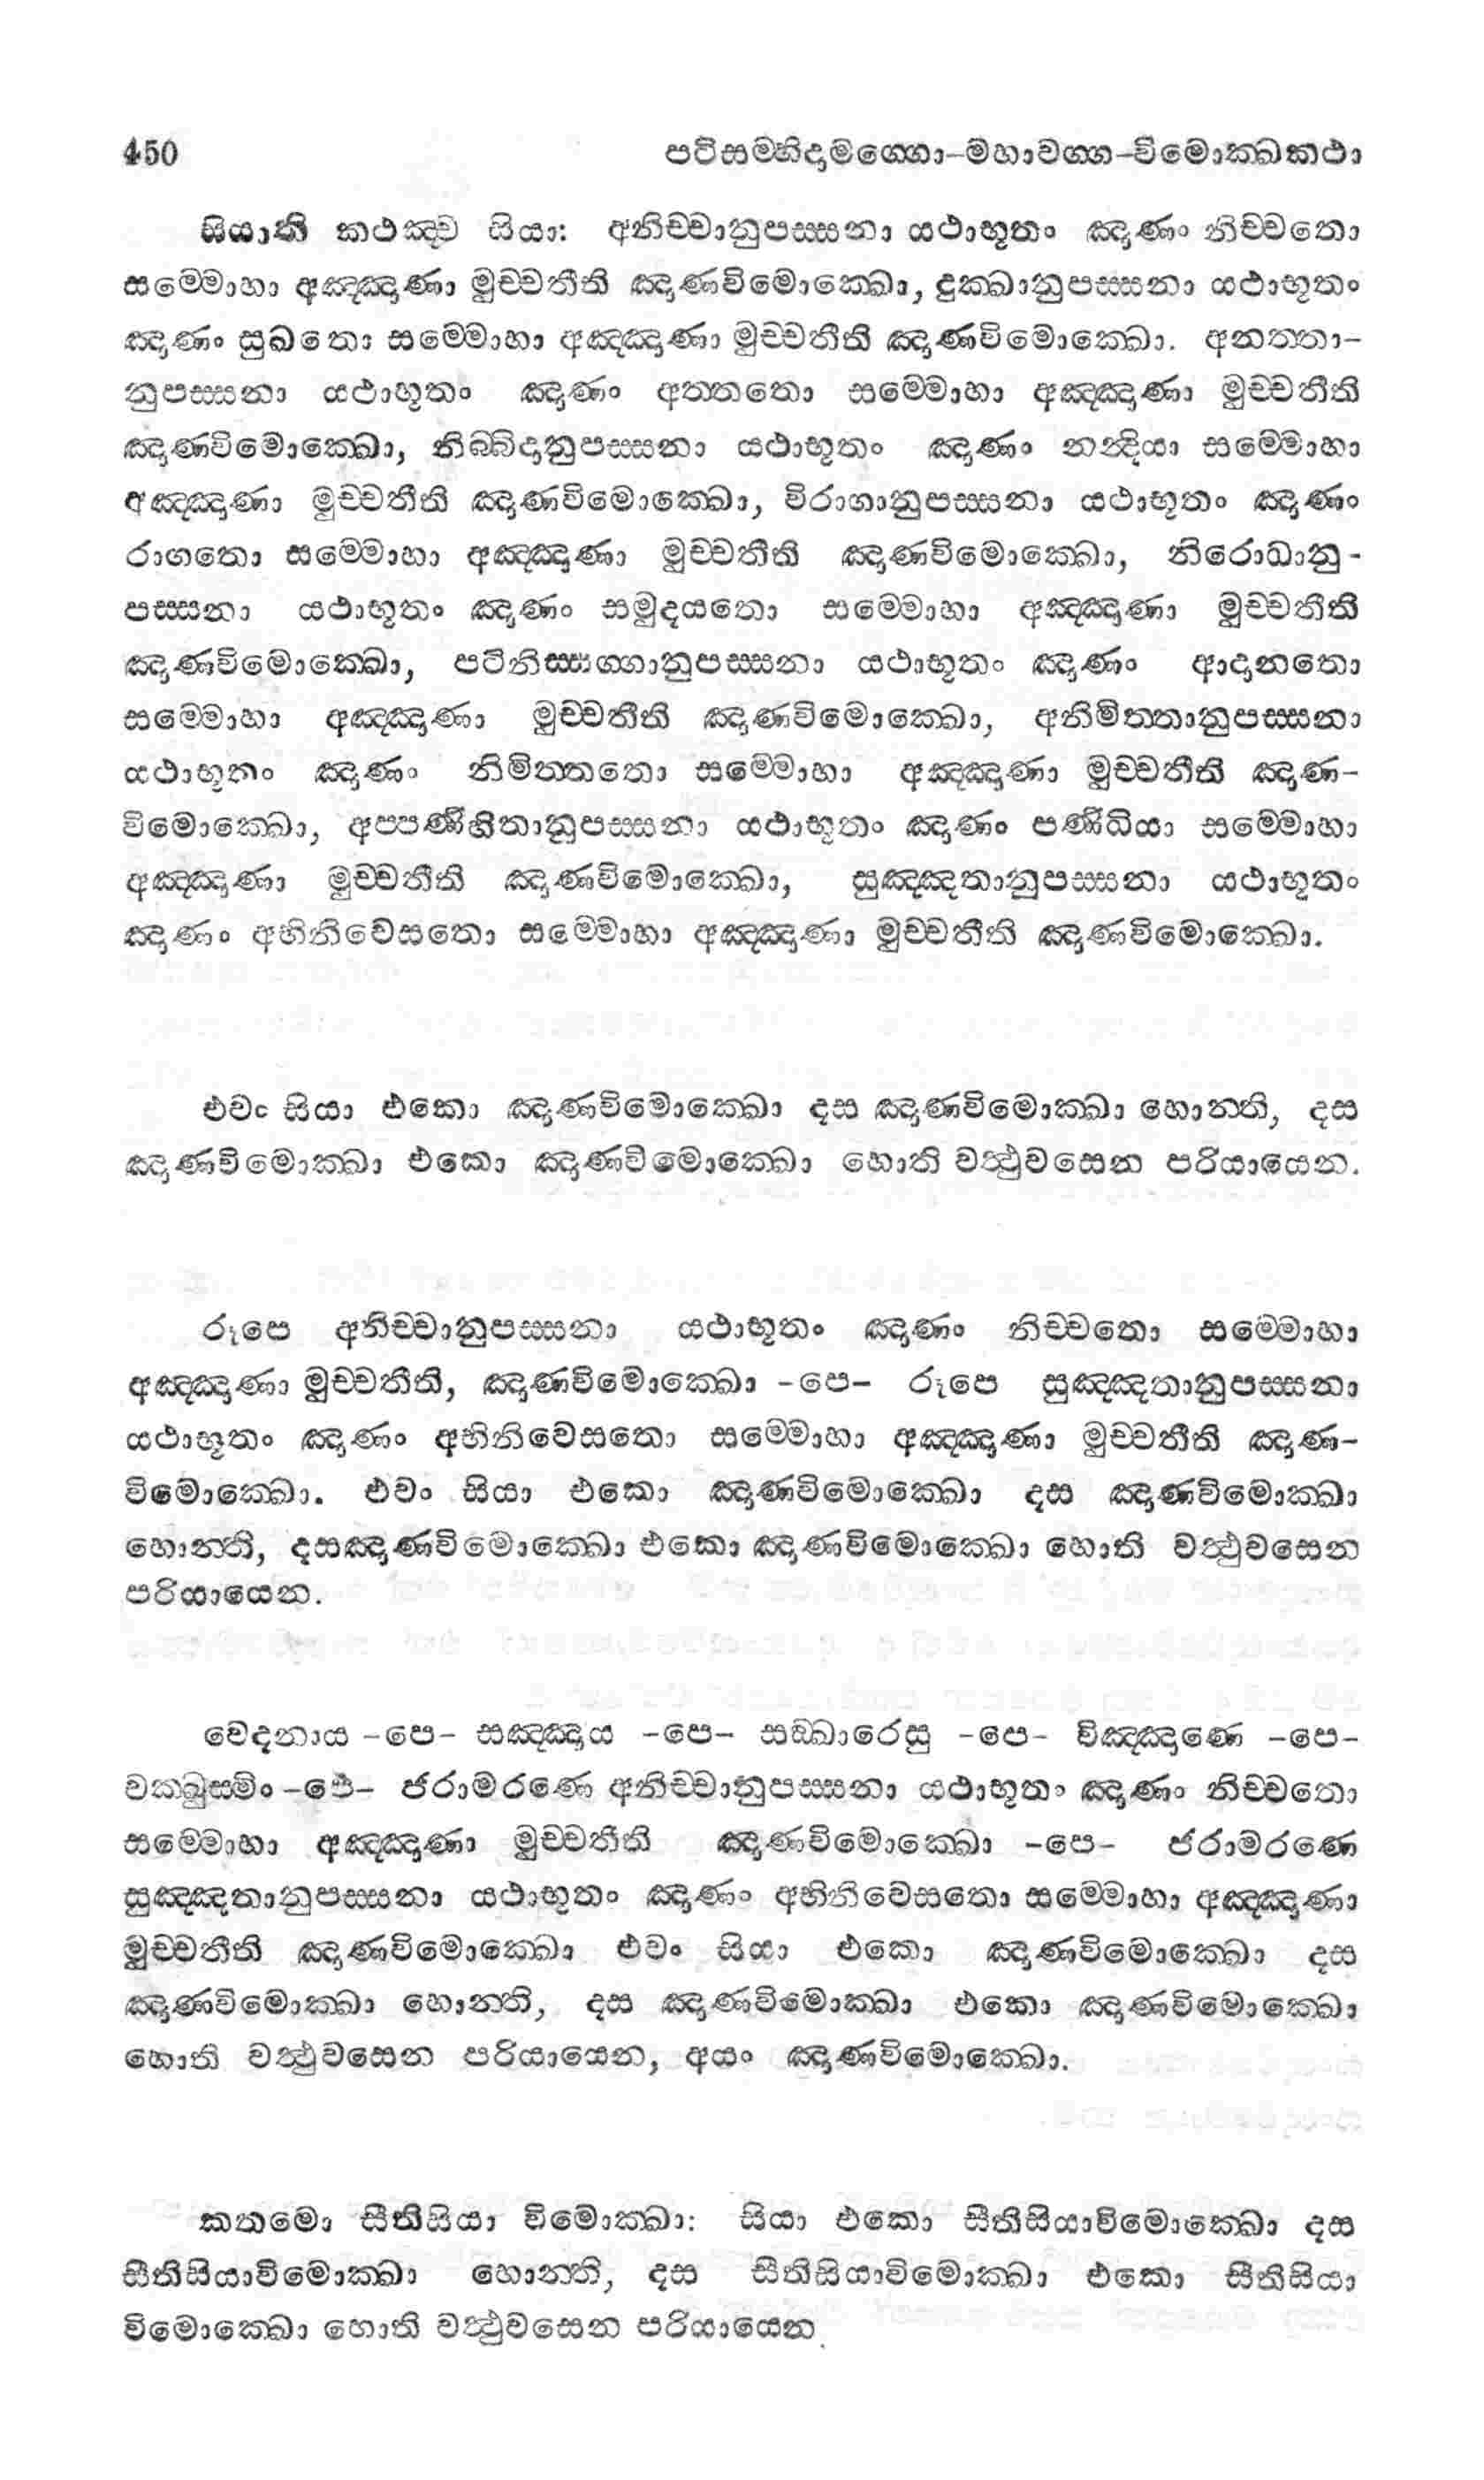 450 පටිසම්භිදාමග්ගො–මහාවග්ග–විමොක්ඛකථා
සියාති කථඤ්ච සියා: අනිච්චානුපස්සනා යථාභූතං ඤාණං නිච්චතො
සම්මොහා අඤ්ඤාණා මුච්චතීති ඤාණවිමොක්ඛො, දුක්ඛානුපස්සනා යථාභූතං
ඤාණං සුඛතො සම්මොහා අඤ්ඤාණා මුච්චතීති ඤාණවිමොක්ඛො. අනත්තා–
නුපස්සනා යථාභූතං ඤාණං අත්තතො සම්මොහා අඤ්ඤාණා මුච්චතීති
ඤාණවිමොක්ඛො, නිබ්බිදානුපස්සනා යථාභූතං ඤාණං නන්දියා සම්මොහා
අඤ්ඤාණා මුච්චතීති ඤාණවිමොක්ඛො, විරාගානුපස්සනා යථාභූතං ඤාණං
රාගතො සම්මොහා අඤ්ඤාණා මුච්චතීති ඤාණවිමොක්ඛො, නිරොධානු-
පස්සනා යථාභූතං ඤාණං සමුදයතො සම්මොහා අඤ්ඤාණා මුච්චතීති
ඤාණවිමොක්ඛො, පටිනිස්සග්ගානුපස්සනා යථාභූතං ඤාණං ආදානතො
සම්මොහා අඤ්ඤාණා මුච්චතීති ඤාණවිමොක්ඛො, අනිමිත්තානුපස්සනා
යථාභූතං ඤාණං නිමිත්තතො සම්මොහා අඤ්ඤාණා මුච්චතීති ඤාණ–
විමොක්ඛො, අප්පණිහිතානුපස්සනා යථාභූතං ඤාණං පණිධියා සම්මොහා
අඤ්ඤාණා මුච්චතීති ඤාණවිමොක්ඛො, සුඤ්ඤතානුපස්සනා යථාභූතං
ඤාණං අභිනිවෙසතො සම්මොහා අඤ්ඤාණා මුච්චතීති ඤාණවිමොක්ඛො.
එවං සියා එකො ඤාණවිමොක්ඛො දස ඤාණවිමොක්ඛා හොන්ති, දස
ඤාණවිමොක්ඛා එකො ඤාණවිමොක්ඛො හොති වත්ථුවසෙන පරියායෙන.
රූපෙ අනිච්චානුපස්සනා යථාභූතං ඤාණං නිච්චතො සම්මොහා
අඤ්ඤාණා මුච්චතීති, ඤාණවිමොක්ඛො -පෙ- රූපෙ සුඤ්ඤතානුපස්සනා
යථාභූතං ඤාණං අභිනිවෙසතො සම්මොහා අඤ්ඤාණා මුච්චතීති ඤාණ–
විමොක්ඛො. එවං සියා එකො ඤාණවිමොක්ඛො දස ඤාණවිමොක්ඛා
හොන්ති, දසඤාණවිමොක්ඛො එකො ඤාණවිමොක්ඛො හොති වත්ථුවසෙන
පරියායෙන.
වෙදනාය -පෙ- සඤ්ඤාය -පෙ- සඞ්ඛාරෙසු -පෙ- විඤ්ඤාණෙ -පෙ-
චක්ඛුස්මිං -පෙ- ජරාමරණෙ අනිච්චානුපස්සනා යථාභූතං ඤාණං නිච්චතො
සම්මොහා අඤ්ඤාණා මුච්චතීති ඤාණවිමොක්ඛො -පෙ- ජරාමරණෙ
සුඤ්ඤතානුපස්සනා යථාභූතං ඤාණං අභිනිවෙසතො සම්මොහා අඤ්ඤාණා
මුච්චතීති ඤාණවිමොක්ඛො එවං සියා එකො ඤාණවිමොක්ඛො දස
ඤාණවිමොක්ඛා හොන්ති, දස ඤාණවිමොක්ඛා එකො ඤාණවිමොක්ඛො
හොති වත්ථුවසෙන පරියායෙන, අයං ඤාණවිමොක්ඛො.
කතමො සීතිසියා විමොක්ඛා: සියා එකො සීතිසියාවිමොක්ඛො දස
සීතිසියාවිමොක්ඛා හොන්ති, දස සීතිසියාවිමොක්ඛා එකො සීතිසියා
විමොක්ඛො හොති වත්ථුවසෙන පරියායෙන.